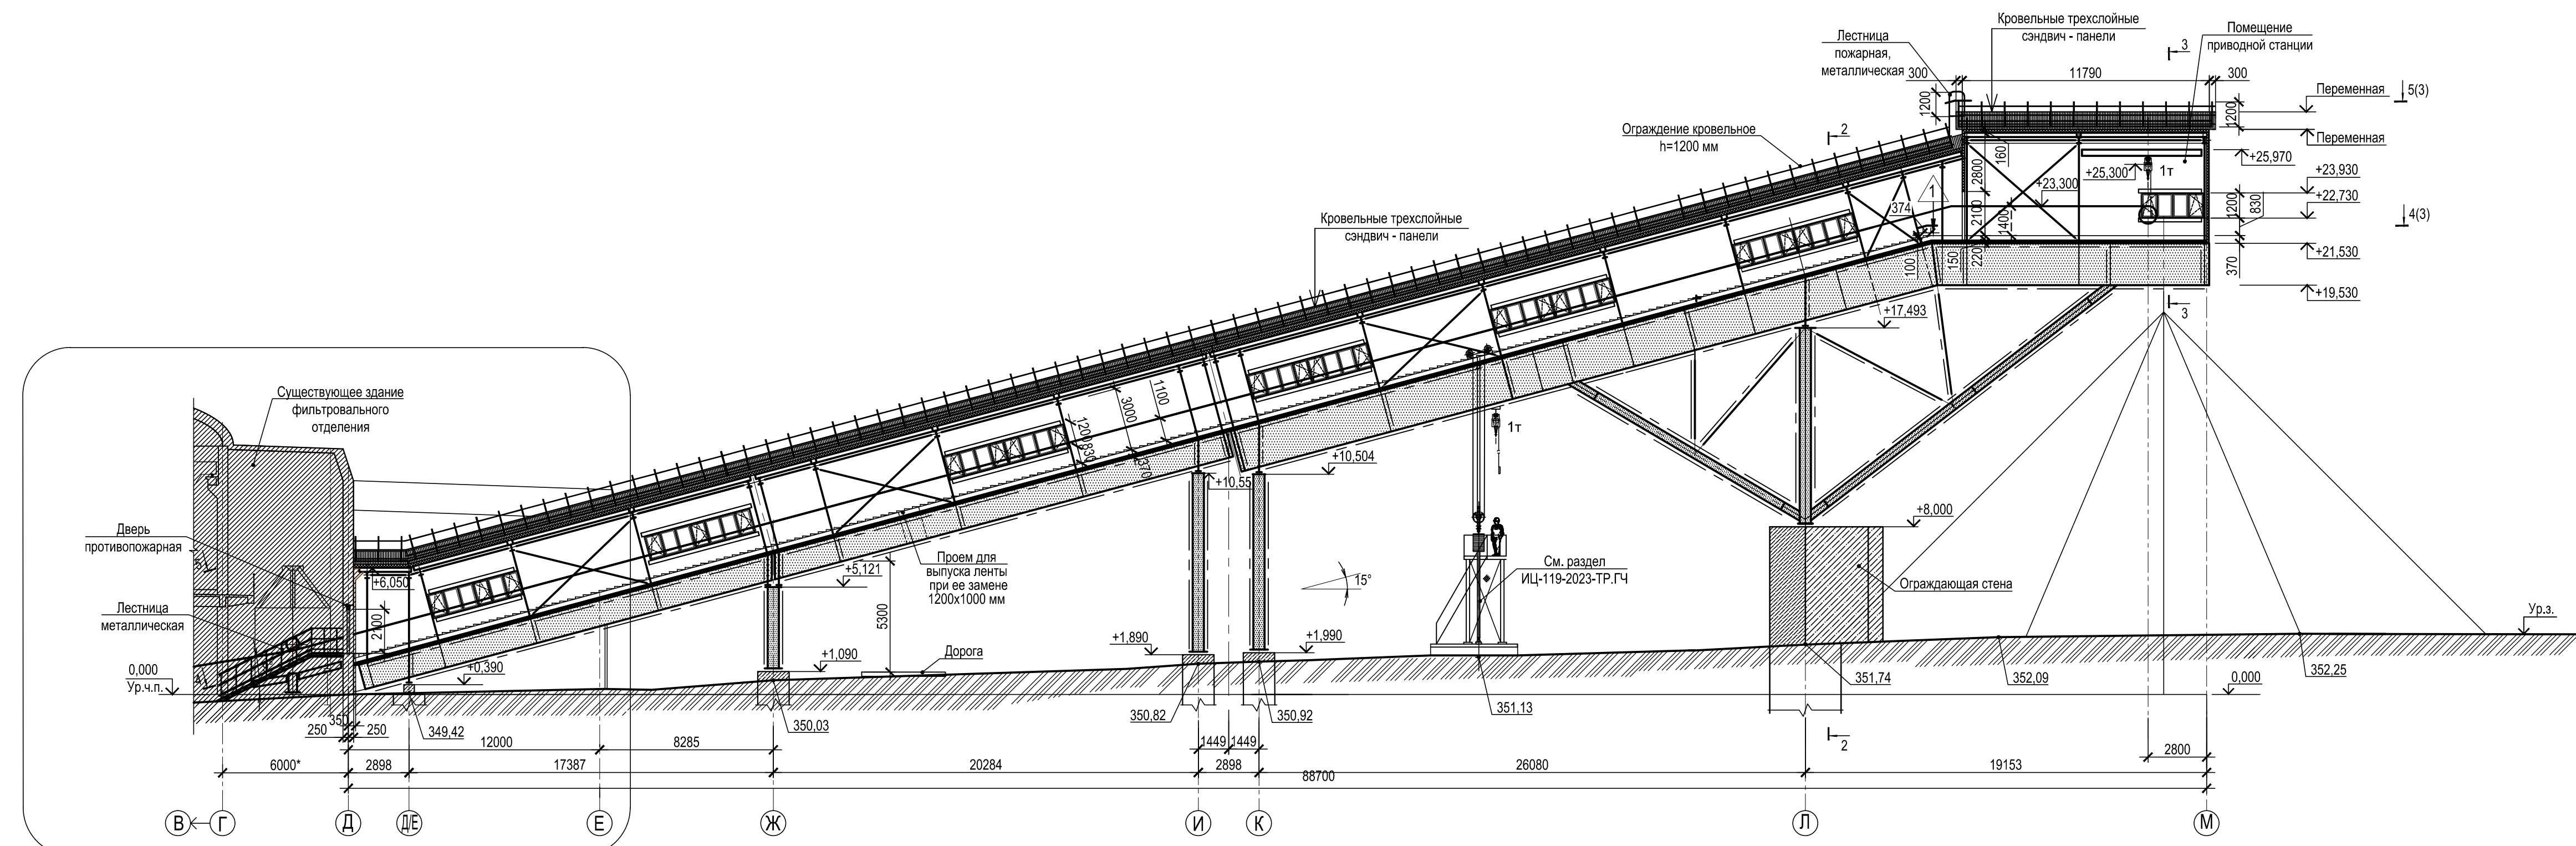 Кровельные трехслойные
сэндвич - панели
Помещение
приводной станции
Лестница
пожарная,
металлическая
3
300
11790
300
Переменная
5(3)
1200
1200
Ограждение кровельное
h=1200 мм
2
Переменная
160
2800
+25,970
+25,300
1т
+23,930
+23,300
1
374
+22,730
1200
830
4(3)
2100
1400
Кровельные трехслойные
сэндвич - панели
+21,530
100
150
220
370
+19,530
3
+17,493
Существующее здание
фильтровального
отделения
1100
3000
1200
830
370
1т
+10,504
+10,55
+8,000
Дверь
противопожарная
Б
Проем для
выпуска ленты
при ее замене
1200х1000 мм
+5,121
+6,050
15°
См. раздел
ИЦ-119-2023-ТР.ГЧ
Ограждающая стена
Лестница
металлическая
2100
5300
Ур.з.
+1,890
+1,990
Дорога
+1,090
0,000
Ур.ч.п.
+0,390
351,74
352,09
352,25
0,000
350
250
250
349,42
350,03
350,82
350,92
351,13
12000
8285
1449
1449
2
2800
6000*
2898
17387
20284
2898
26080
19153
88700
В
Г
Д
Д/Е
Е
Ж
И
К
Л
М